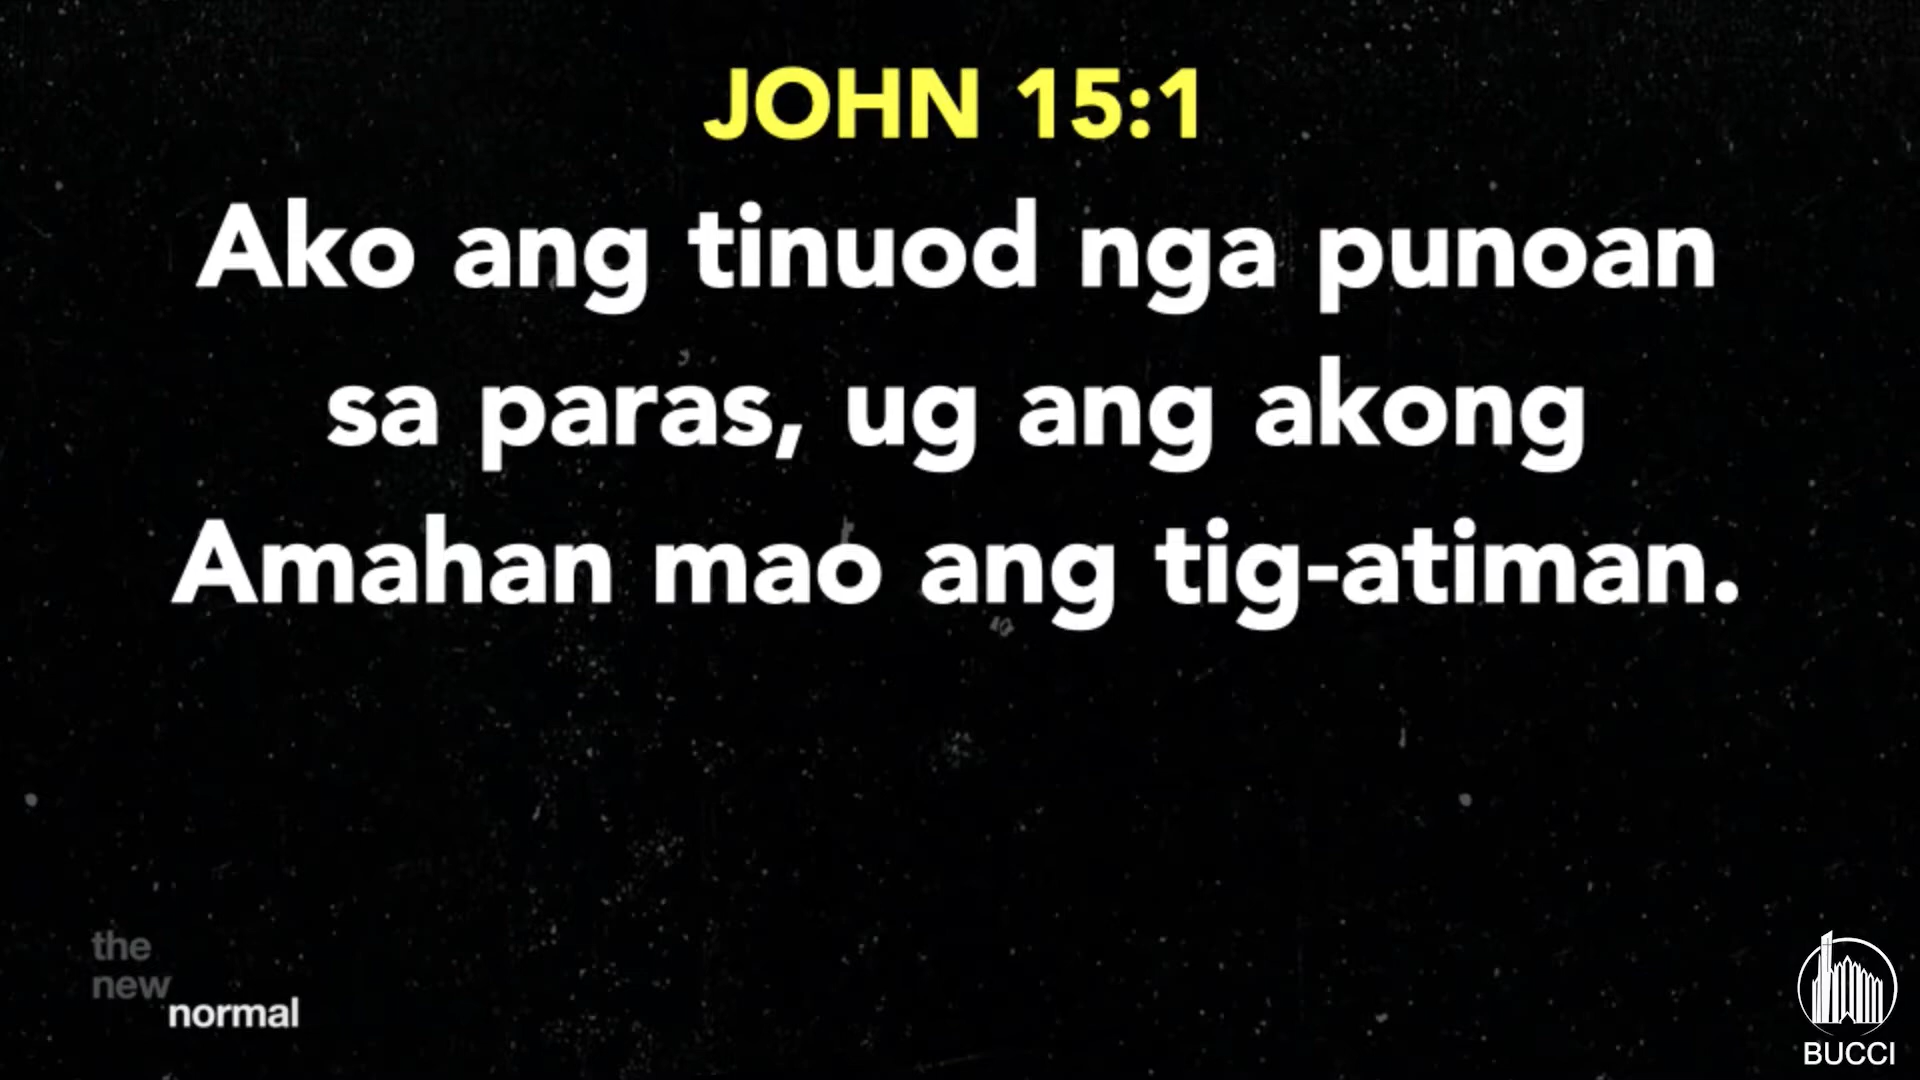 JOHN 15:1
Ako ang tinuod nga punoan
sa paras, ug ang akong
Amahan mao ang tig-atiman.
the
new
normal
BUCCI